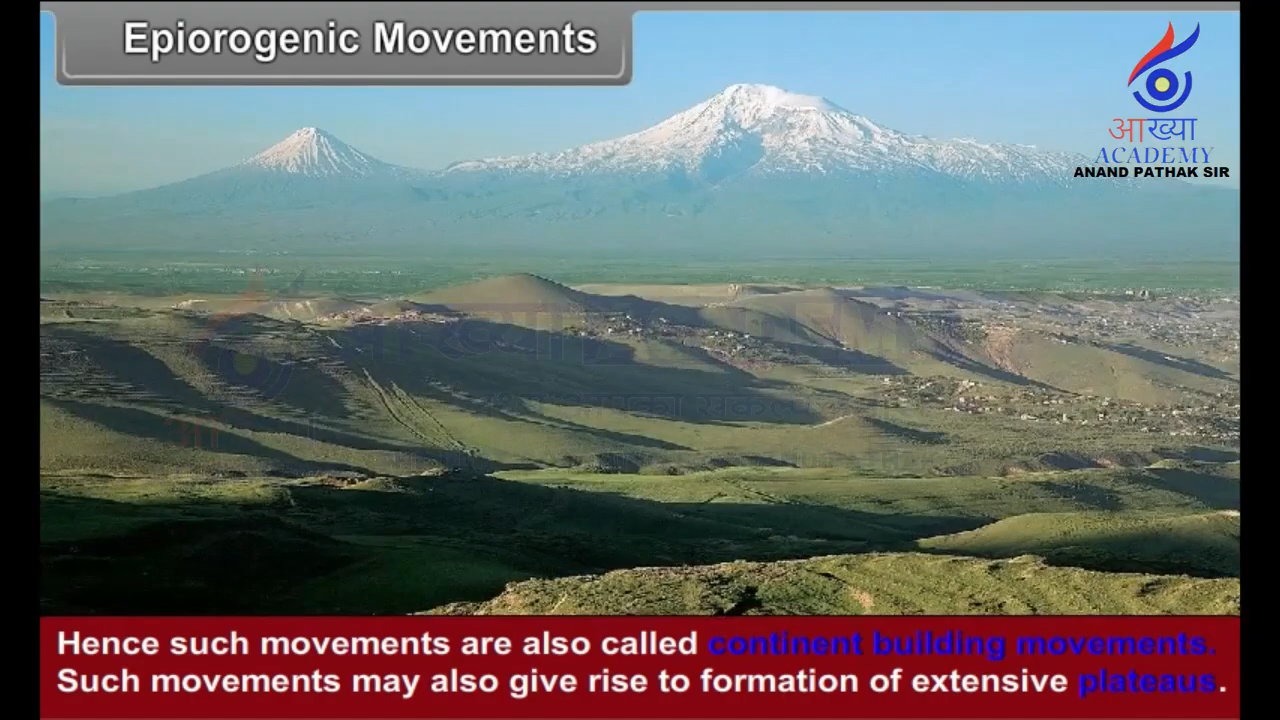 Epiorogenic Movements
आख्या
ACADEMY
ANAND PATHAK SIR
Hence such movements are also called continent building movements.
Such movements may also give rise to formation of extensive plateaus.